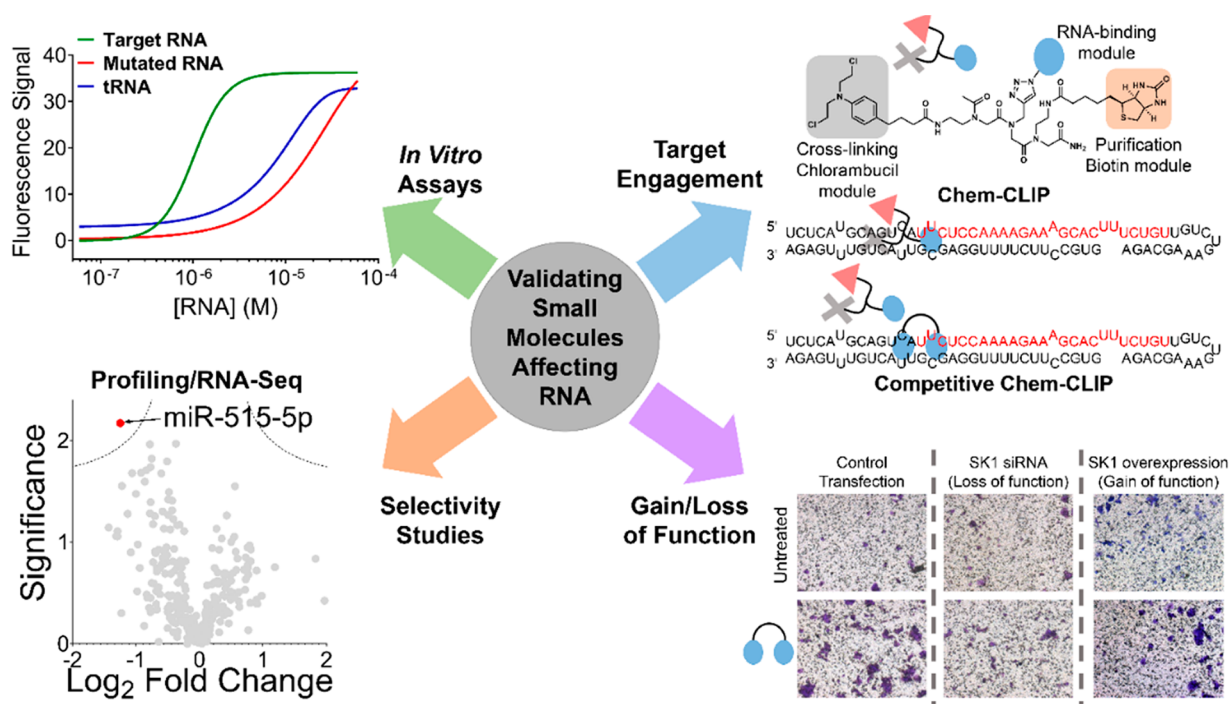 Target RNA
Mutated RNA
tRNA
Fluorescence Signal
40
30
20
10
0
10-7
10-6
10-5
10-4
[RNA] (M)
In Vitro
Assays
Target
Engagement
RNA-binding
module
Cross-linking
Chlorambucil
module
Purification
Biotin module
Chem-CLIP
Competitive Chem-CLIP
Validating
Small
Molecules
Affecting
RNA
Profiling/RNA-Seq
miR-515-5p
Significance
2
1
0
-2
-1
0
1
2
Log2 Fold Change
Selectivity
Studies
Gain/Loss
of Function
Control
Transfection
SK1 siRNA
(Loss of function)
SK1 overexpression
(Gain of function)
Untreated